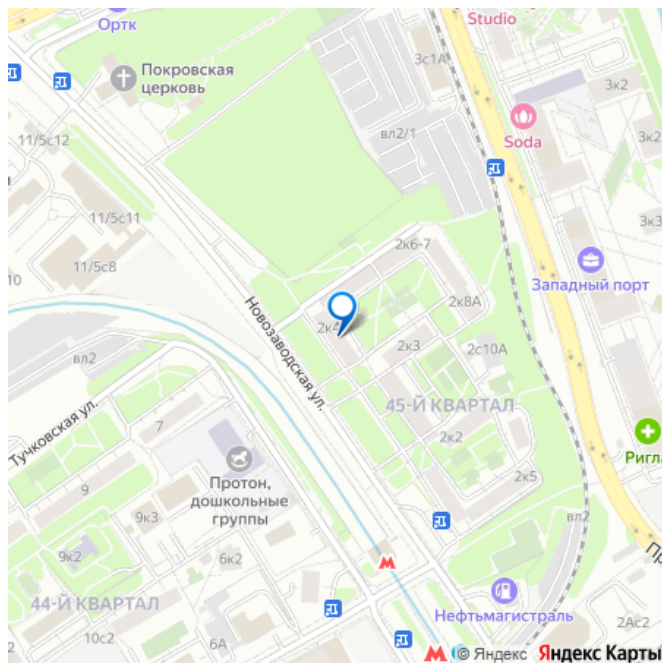 Studio
Ортк
3с1А
Покровская
церковь
3к2
вл2/1
Soda
11/5с12
3к2
11/5с11
3к3
2к6-7
11/5с8
10
Западный порт
2к8А
Новозаводская ул.
2к4
2к3
2с10А
вл2
45-Й КВАРТАЛ
Тучковская ул.
7
2к2
Ригла
Протон,
дошкольные
группы
2к5
9
9к3
вл2
9к2
6к2
Нефтьмагистраль
44-Й КВАРТАЛ
2Ас2
10с2
6А
© Яндекс Яндекс Карты